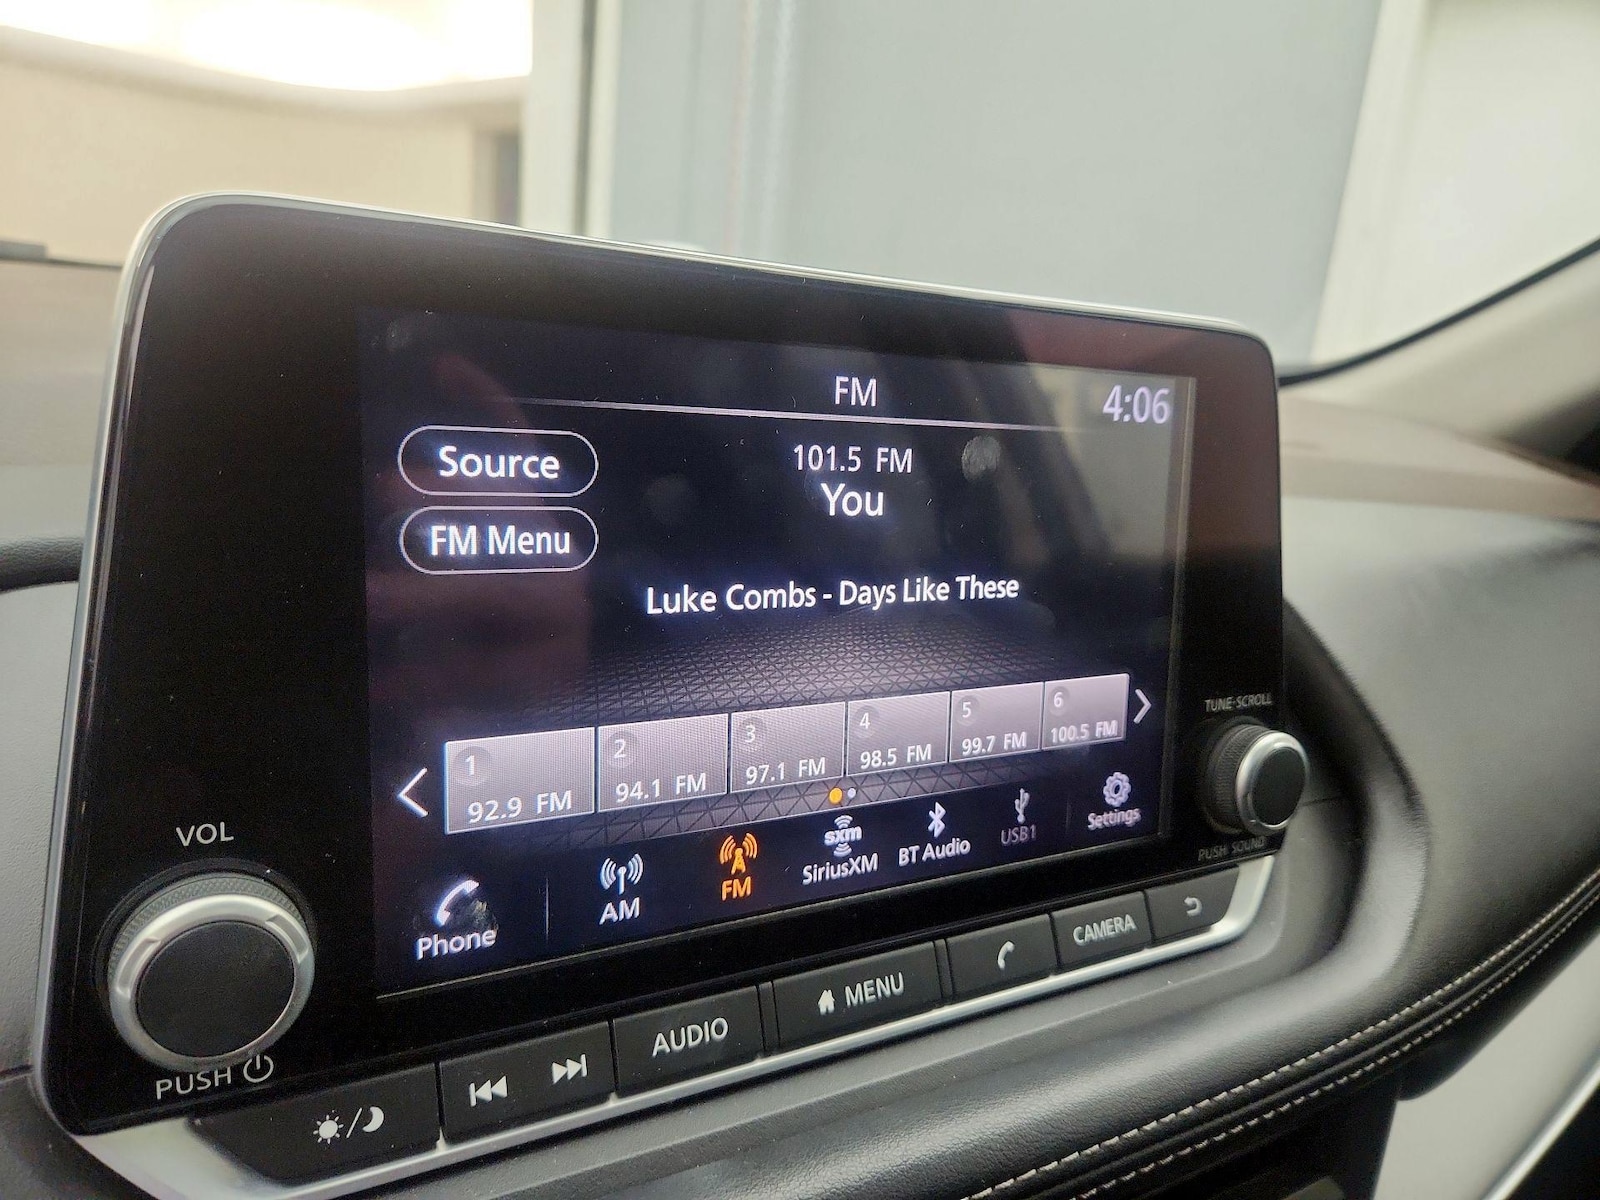 FM
4:06
Source
101.5 FM
You
FM Menu
Luke Combs - Days Like These
1
92.9 FM
2
94.1 FM
3
97.1 FM
4
98.5 FM
5
99.7 FM
6
100.5 FM
Phone
AM
FM
sxm
SiriusXM
BT Audio
USB1
Settings
VOL
PUSH
TUNE·SCROLL
PUSH SOUND
AUDIO
MENU
CAMERA